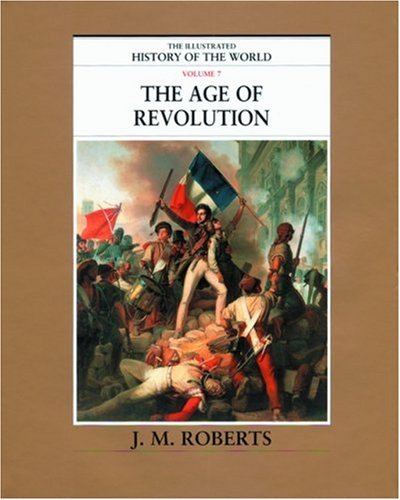 THE ILLUSTRATED
HISTORY OF THE WORLD
VOLUME 7
THE AGE OF
REVOLUTION
J. M. ROBERTS